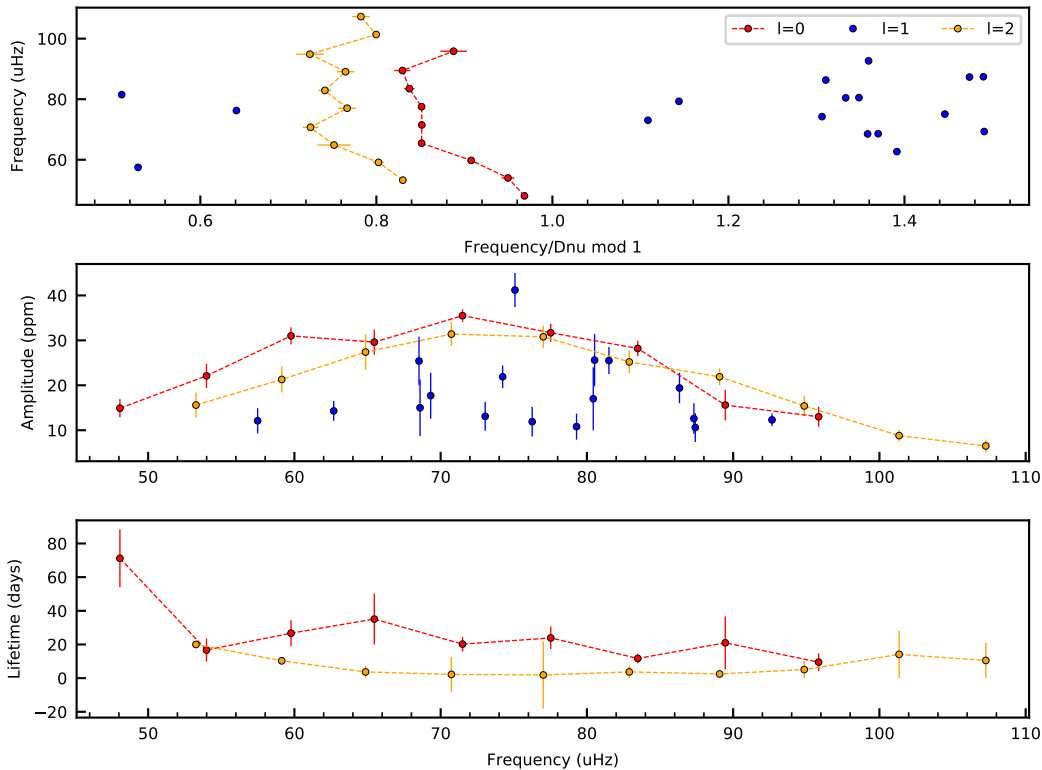 l=0 l=1 l=2
100
80
60
Frequency (uHz)
0.6 0.8 1.0 1.2 1.4
Frequency/Dnu mod 1
40
30
20
10
Amplitude (ppm)
50 60 70 80 90 100 110
80
60
40
20
0
−20
Lifetime (days)
50 60 70 80 90 100 110
Frequency (uHz)